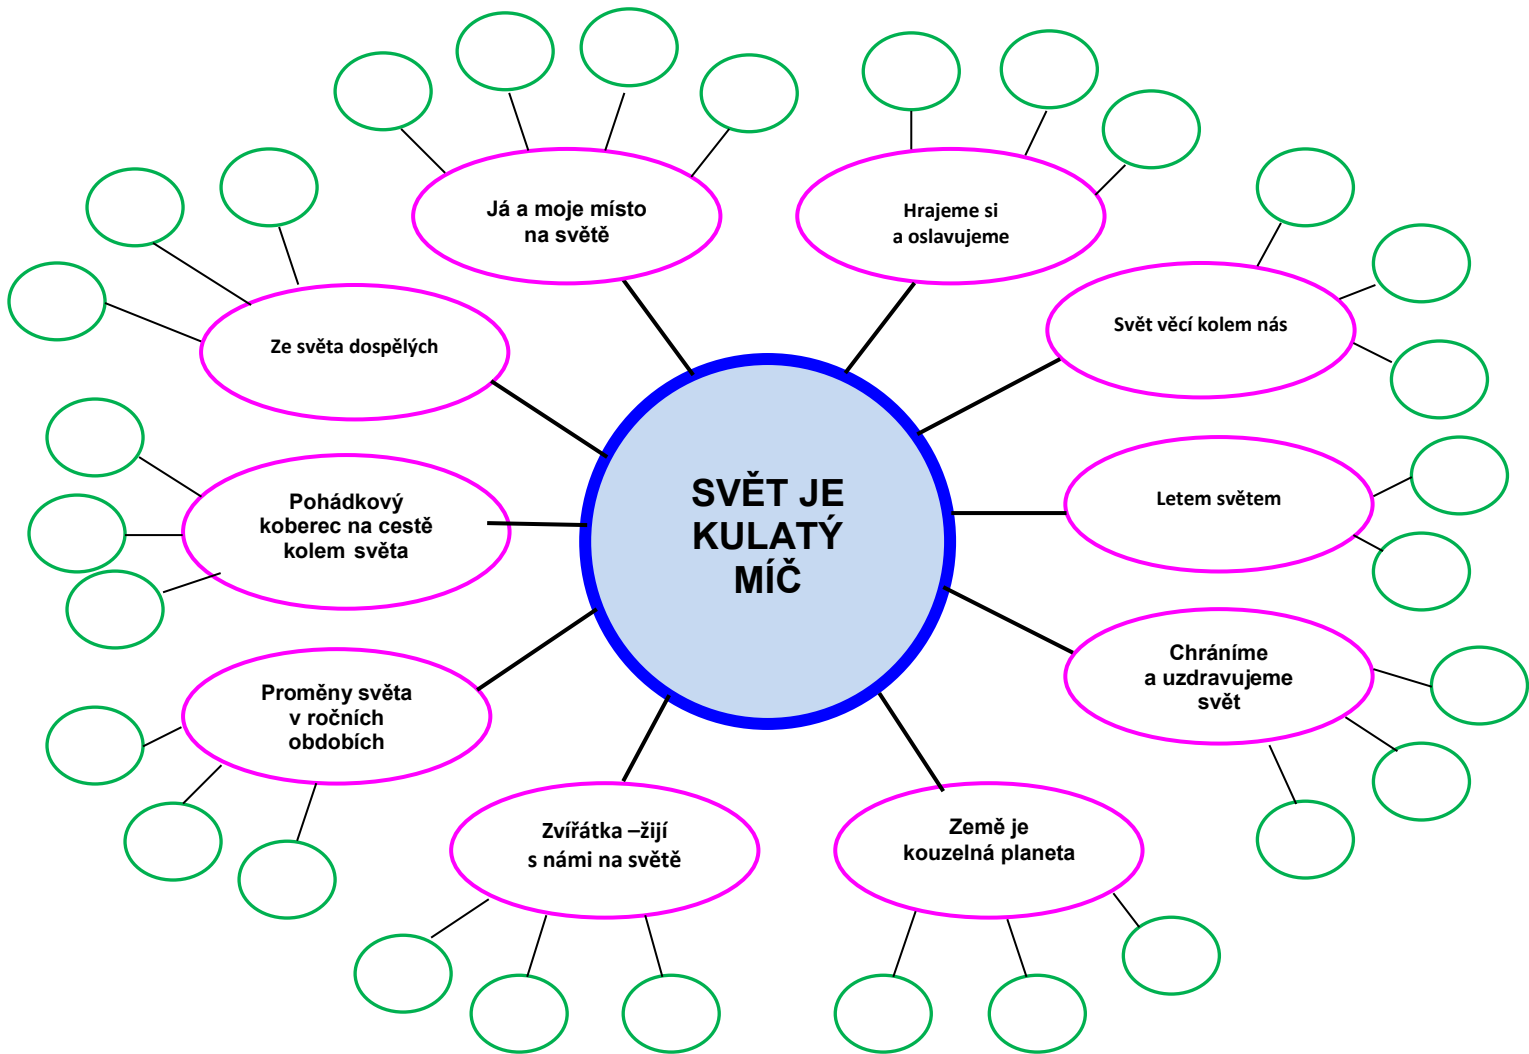 Já a moje místo
na světě
Hrajeme si
a oslavujeme
Svět věcí kolem nás
Ze světa dospělých
Letem světem
Pohádkový
koberec na cestě
kolem světa
SVĚT JE
KULATÝ
MÍČ
Chráníme
a uzdravujeme
svět
Proměny světa
v ročních
obdobích
Zvířátka –žijí
s námi na světě
Země je
kouzelná planeta